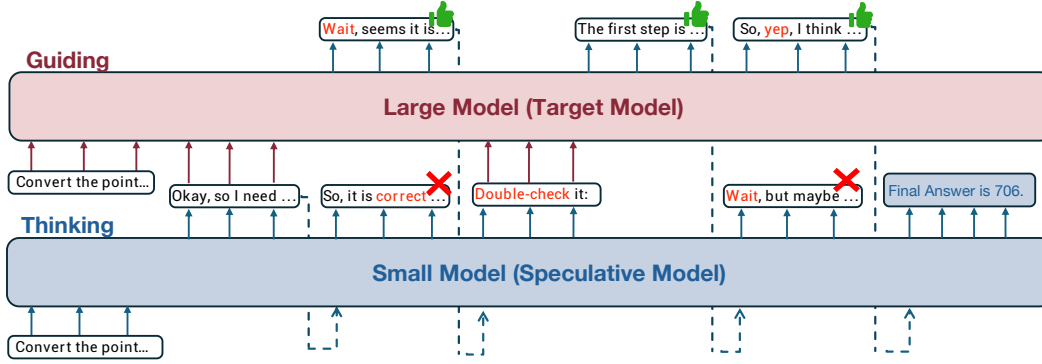 Wait, seems it is...
The first step is ...
So, yep, I think ...
Guiding
Large Model (Target Model)
Convert the point...
Okay, so I need ...
So, it is correct ...
Double-check it:
Wait, but maybe ...
Final Answer is 706.
Thinking
Small Model (Speculative Model)
Convert the point...